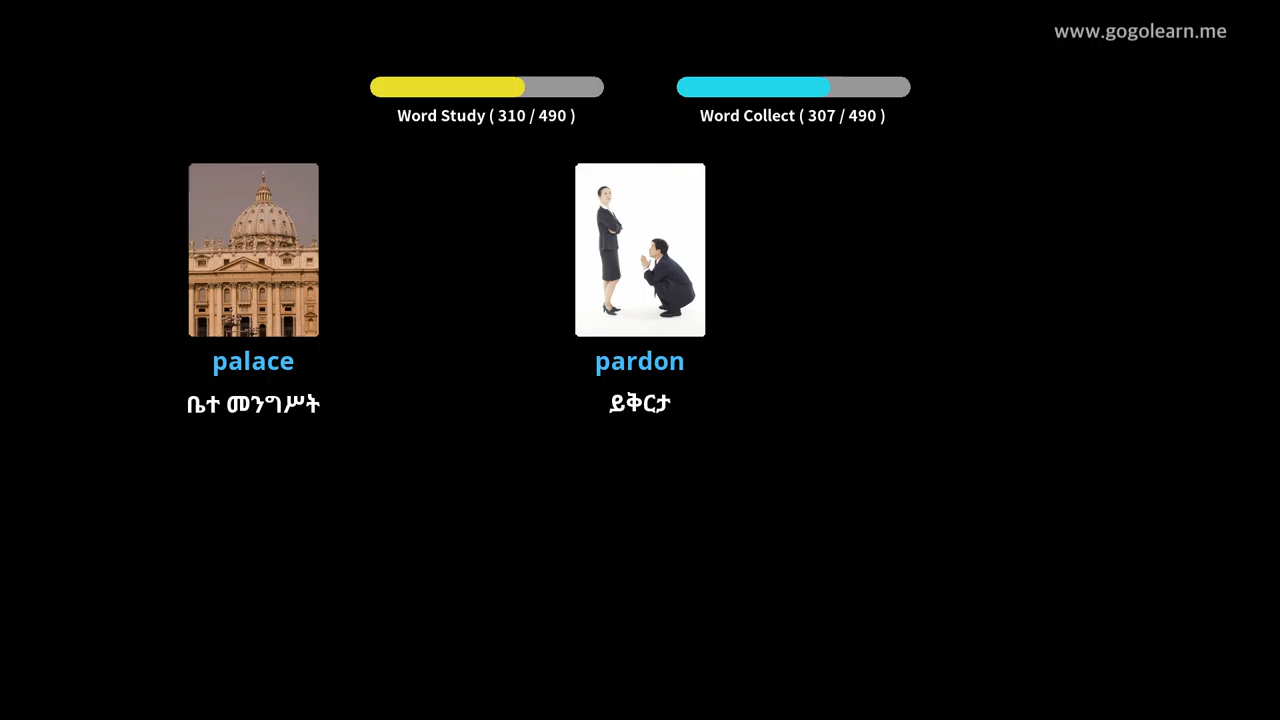 www.gogolearn.me
Word Study ( 310 / 490 )
Word Collect ( 307 / 490 )
palace
pardon
ቤተ መንግሥት
ይቅርታ